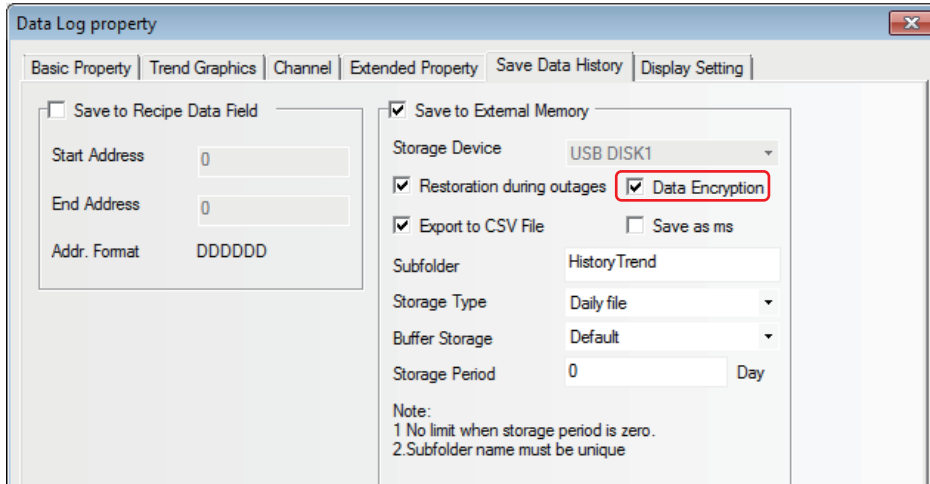 Data Log property
Basic Property Trend Graphics Channel Extended Property Save Data History Display Setting
Save to Recipe Data Field
Start Address 0
End Address 0
Addr. Format DDDDDD
Save to External Memory
Storage Device USB DISK1
Restoration during outages Data Encryption
Export to CSV File Save as ms
Subfolder HistoryTrend
Storage Type Daily file
Buffer Storage Default
Storage Period 0 Day
Note:
1 No limit when storage period is zero.
2.Subfolder name must be unique